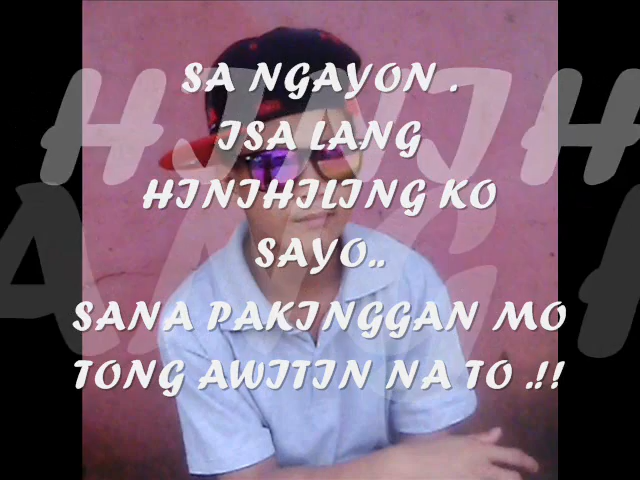 SA NGAYON .
ISA LANG
HINIHILING KO
SAYO..
SANA PAKINGGAN MO
TONG AWITIN NA TO .!!